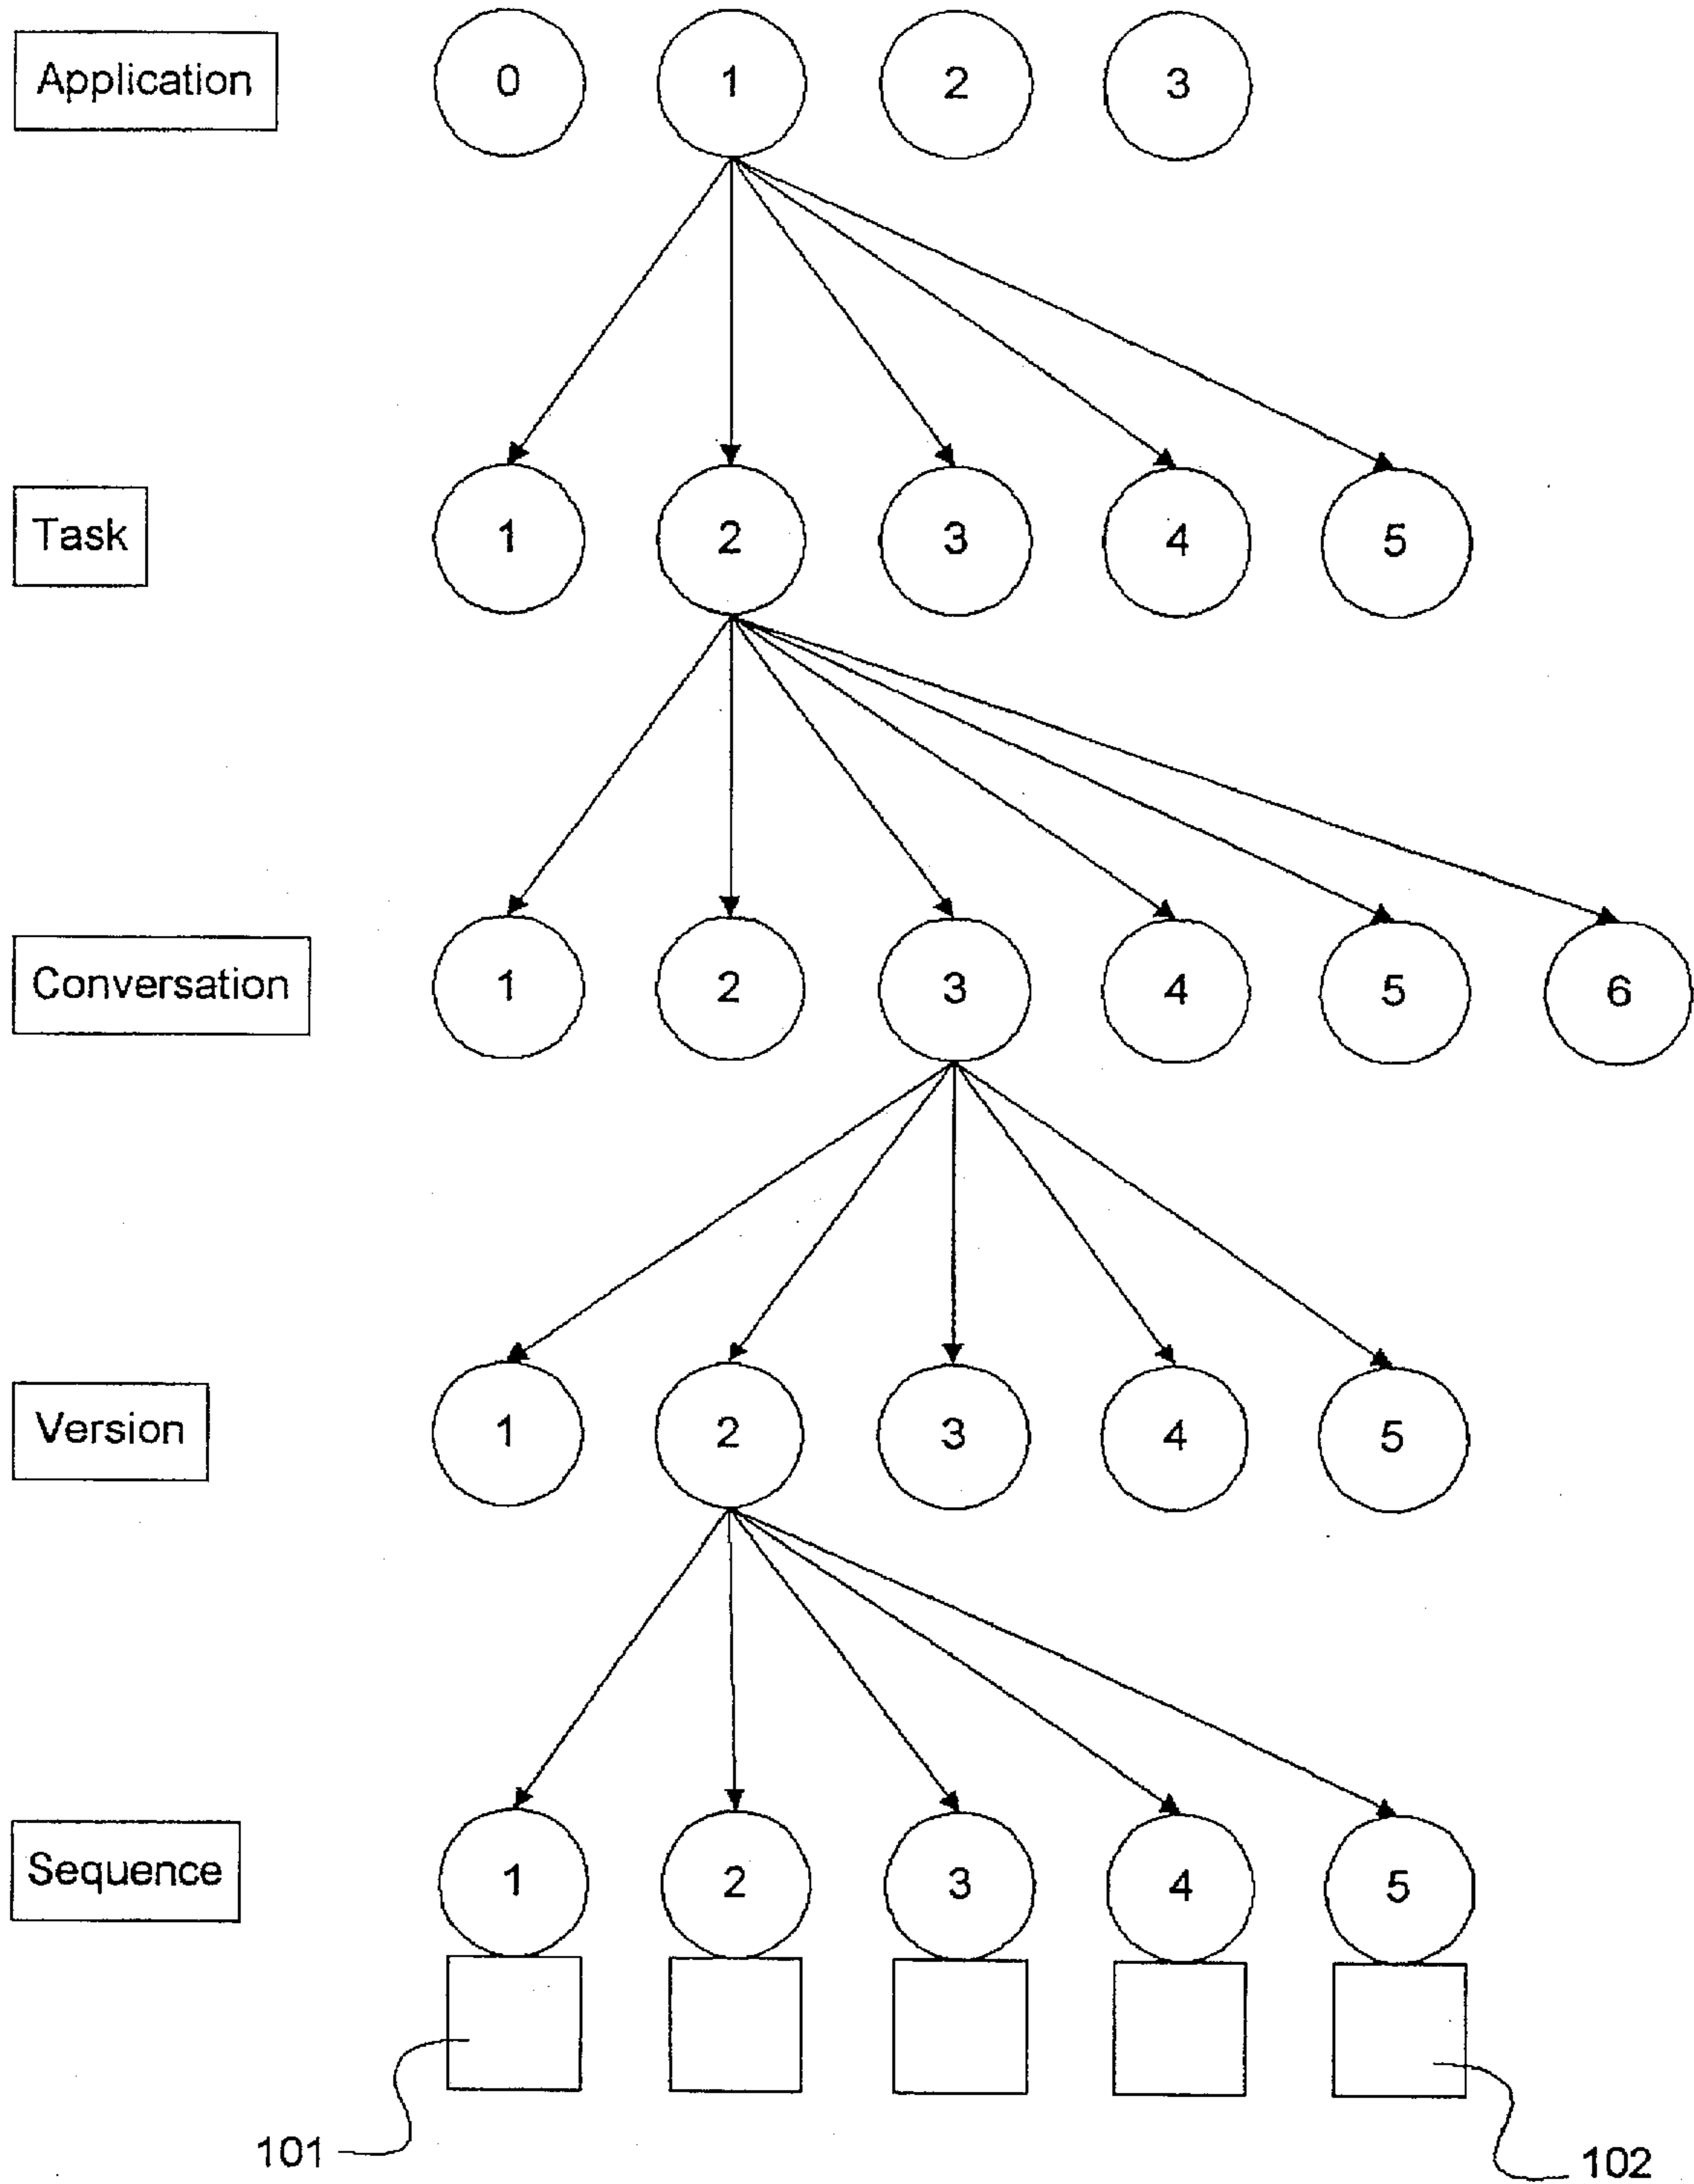 Application 0 1 2 3
Task 1 2 3 4 5
Conversation 1 2 3 4 5 6
Version 1 2 3 4 5
Sequence 1 2 3 4 5
101 102